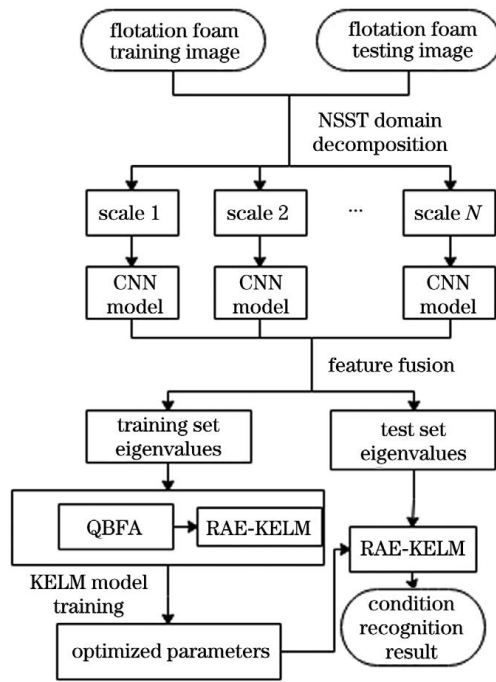 flotation foam
training image
flotation foam
testing image
NSST domain
decomposition
scale 1
scale 2
...
scale N
CNN
model
CNN
model
CNN
model
feature fusion
training set
eigenvalues
test set
eigenvalues
QBFA
RAE-KELM
RAE-KELM
KELM model
training
optimized parameters
condition
recognition
result